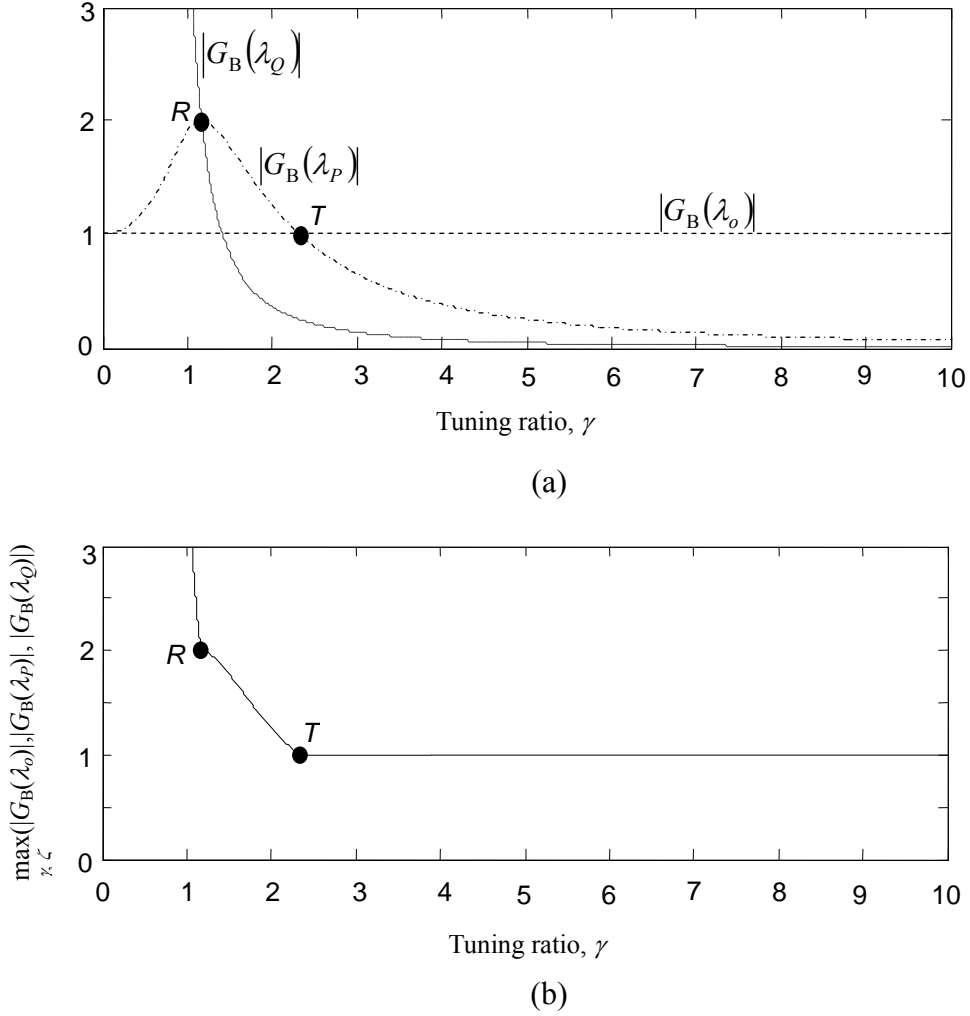 3
|G_B(λ_Q)|
R
2
|G_B(λ_P)|
T
|G_B(λ_o)|
1
0
0 1 2 3 4 5 6 7 8 9 10
Tuning ratio, γ
(a)
max(|G_B(λ_o)|,|G_B(λ_P)|, |G_B(λ_Q)|)
γ, ζ
3
2
R
T
1
0
0 1 2 3 4 5 6 7 8 9 10
Tuning ratio, γ
(b)